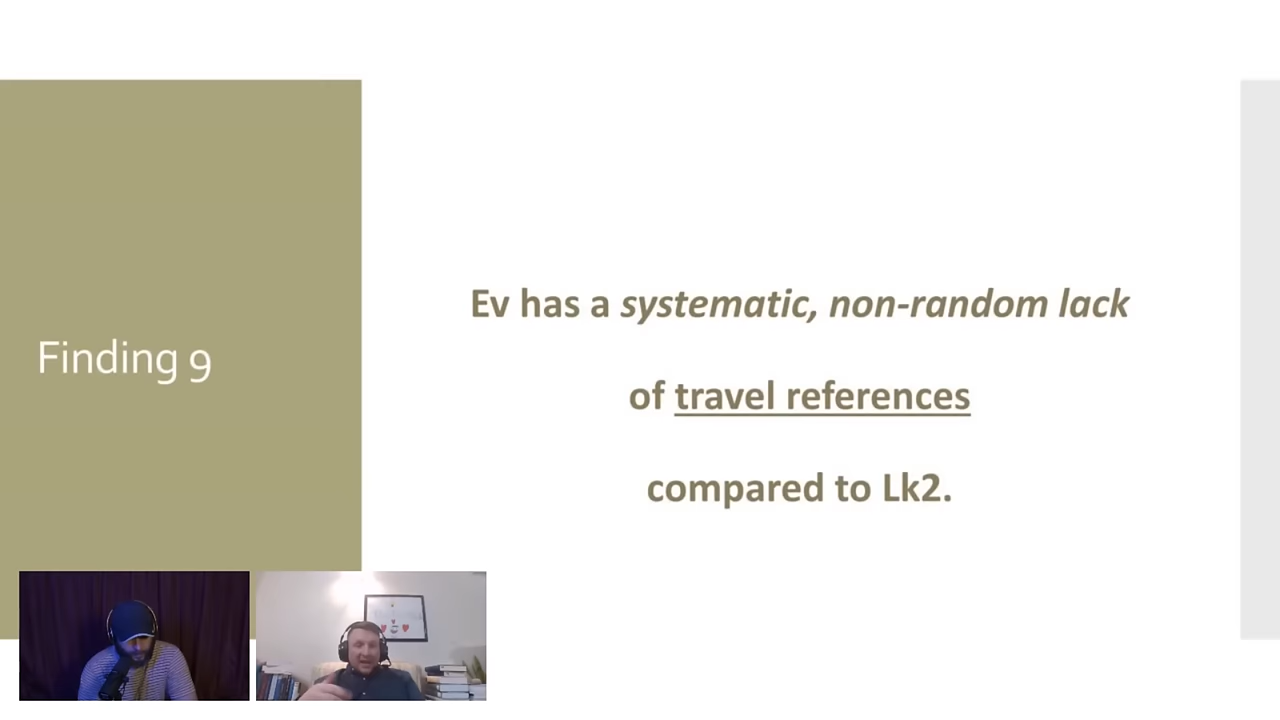 Finding 9
Ev has a systematic, non-random lack
of travel references
compared to Lk2.